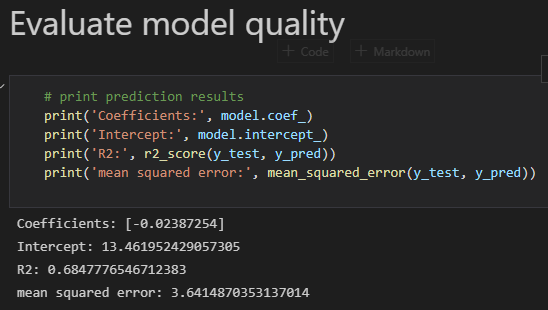 Evaluate model quality
+ Code + Markdown
# print prediction results
print('Coefficients:', model.coef_)
print('Intercept:', model.intercept_)
print('R2:', r2_score(y_test, y_pred))
print('mean squared error:', mean_squared_error(y_test, y_pred))
Coefficients: [-0.02387254]
Intercept: 13.461952429057305
R2: 0.6847776546712383
mean squared error: 3.6414870353137014